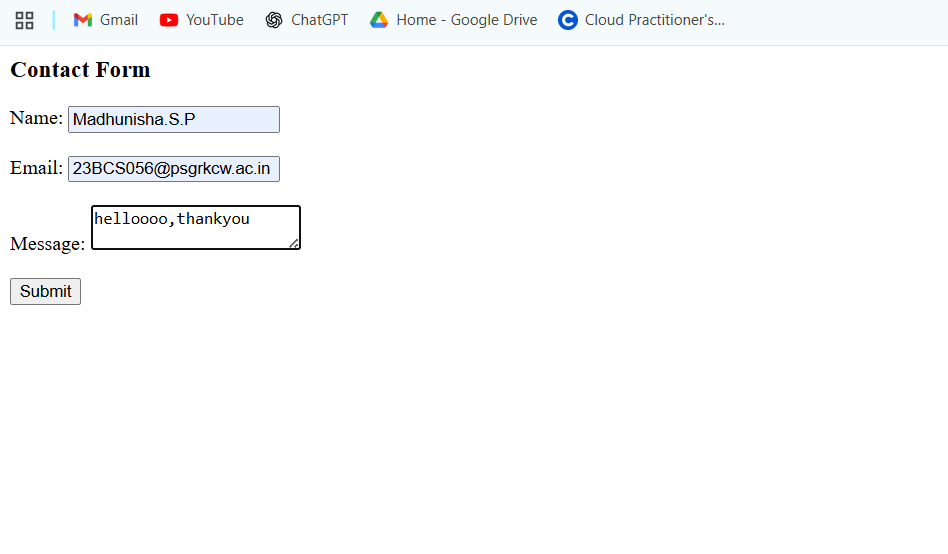 Gmail YouTube ChatGPT Home - Google Drive Cloud Practitioner's...
Contact Form
Name: Madhunisha.S.P
Email: 23BCS056@psgrkcw.ac.in
Message: helloooo,thankyou
Submit